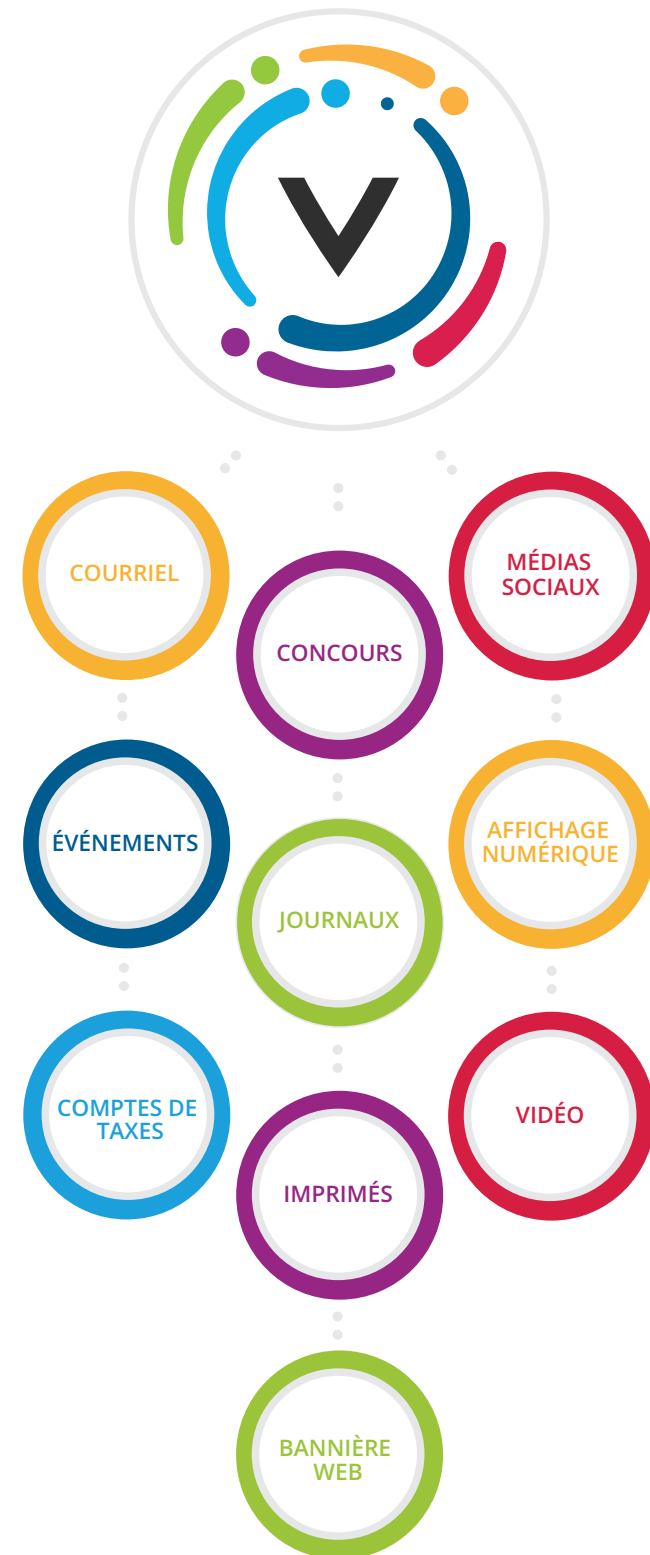 V
COURRIEL
MÉDIAS
SOCIAUX
CONCOURS
ÉVÉNEMENTS
AFFICHAGE
NUMÉRIQUE
JOURNAUX
COMPTES DE
TAXES
VIDÉO
IMPRIMÉS
BANNIÈRE
WEB